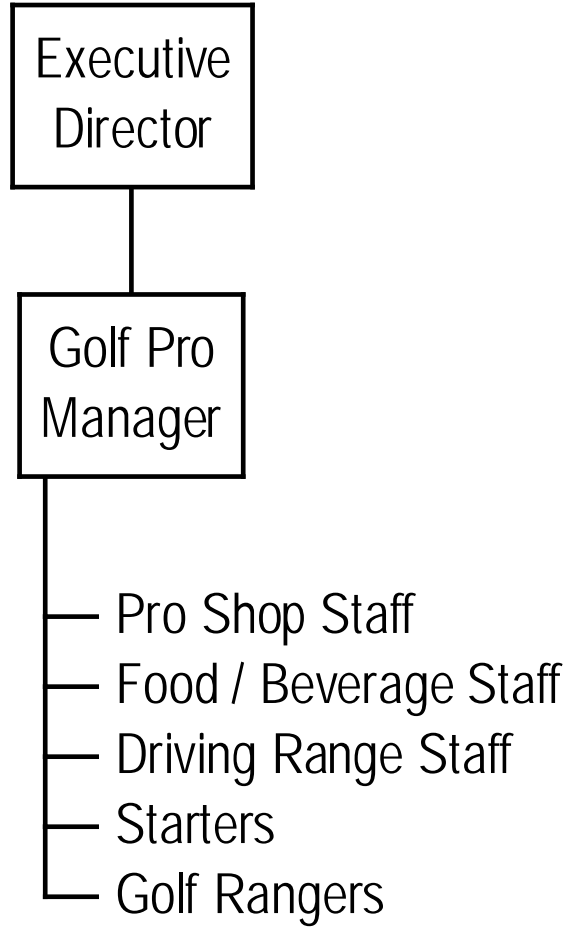 Executive
Director
Golf Pro
Manager
Pro Shop Staff
Food / Beverage Staff
Driving Range Staff
Starters
Golf Rangers